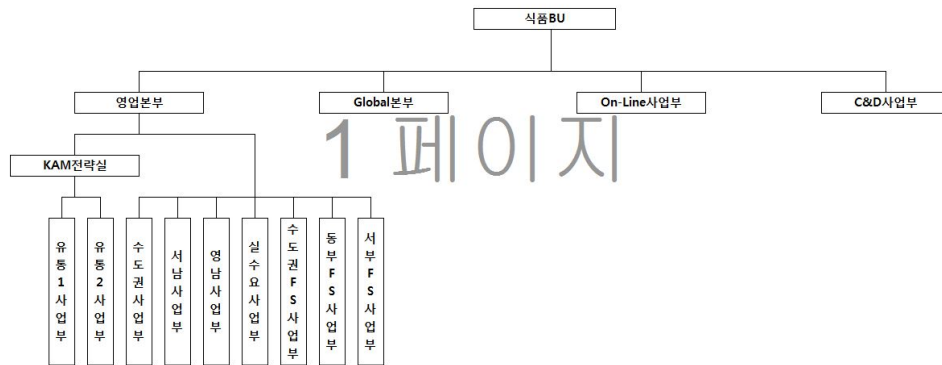 식품BU
영업본부
Global본부
On-Line사업부
C&D사업부
1 페이지
KAM전략실
유통1사업부
유통2사업부
수도권사업부
서남사업부
영남사업부
실수요사업부
수도권FS사업부
동부FS사업부
서부FS사업부